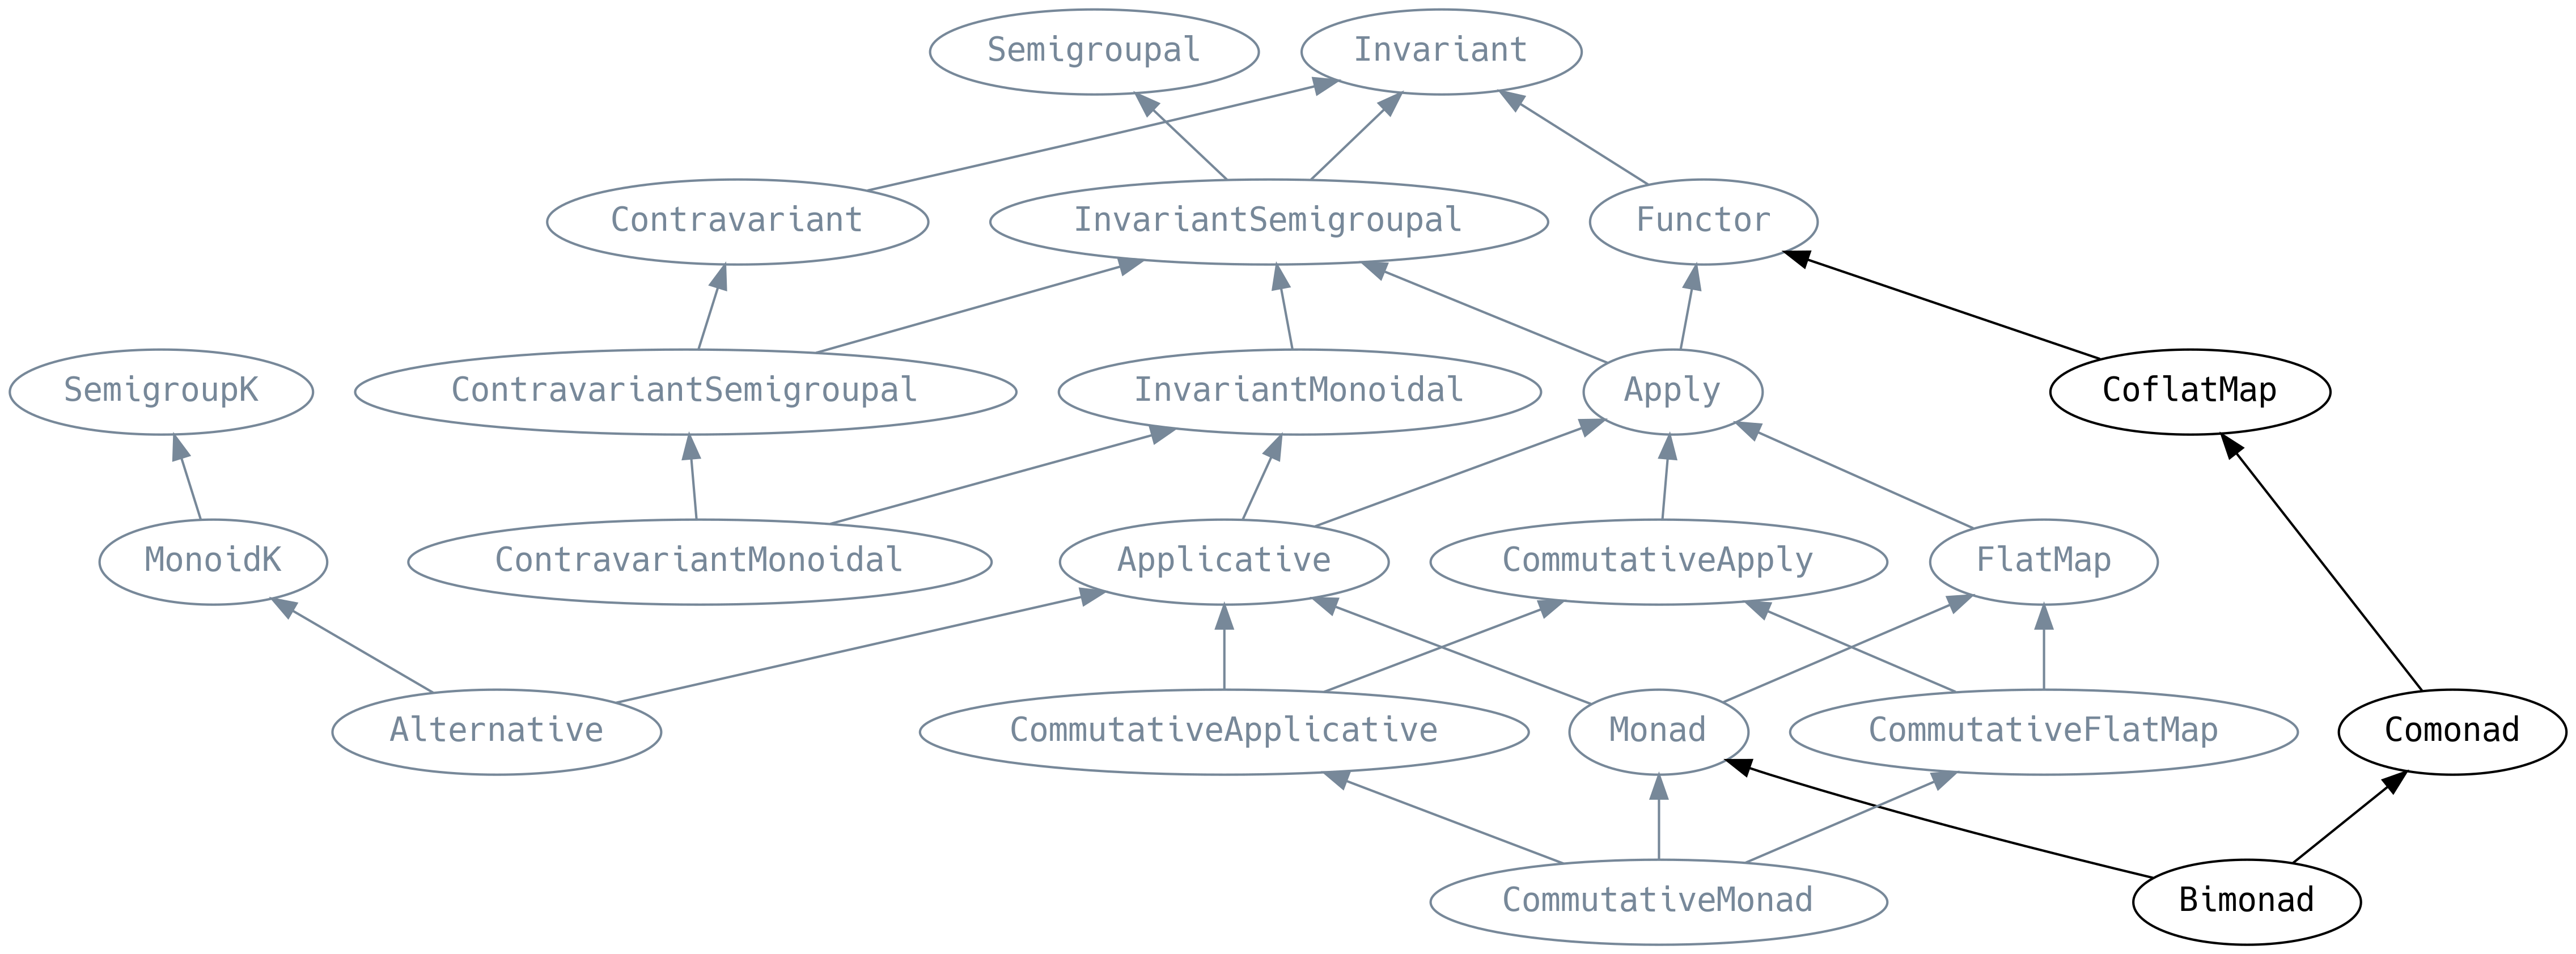 Semigroupal
Invariant
Contravariant
InvariantSemigroupal
Functor
SemigroupK
ContravariantSemigroupal
InvariantMonoidal
Apply
CoflatMap
MonoidK
ContravariantMonoidal
Applicative
CommutativeApply
FlatMap
Alternative
CommutativeApplicative
Monad
CommutativeFlatMap
Comonad
CommutativeMonad
Bimonad